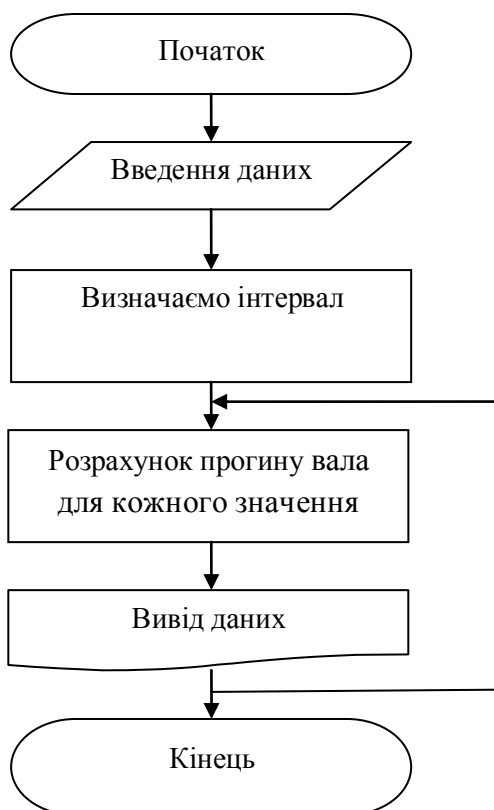 Початок
Введення даних
Визначаємо інтервал
Розрахунок прогину вала
для кожного значення
Вивід даних
Кінець